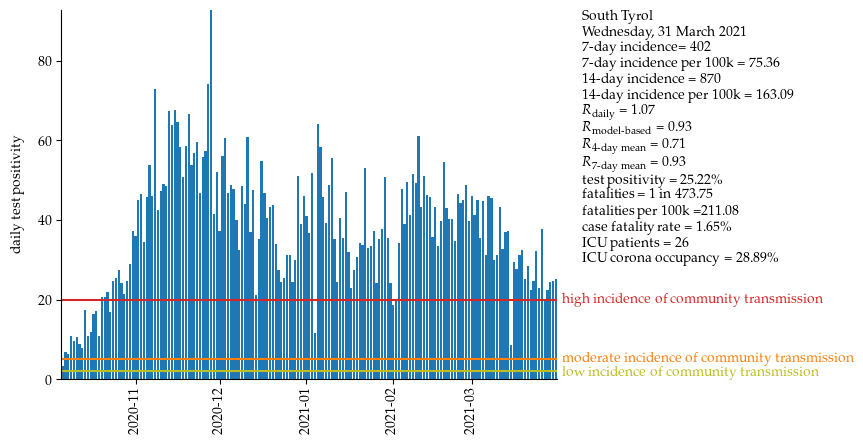 South Tyrol
Wednesday, 31 March 2021
7-day incidence= 402
7-day incidence per 100k = 75.36
14-day incidence = 870
14-day incidence per 100k = 163.09
R daily = 1.07
R model-based = 0.93
R 4-day mean = 0.71
R 7-day mean = 0.93
test positivity = 25.22%
fatalities = 1 in 473.75
fatalities per 100k =211.08
case fatality rate = 1.65%
ICU patients = 26
ICU corona occupancy = 28.89%
daily test positivity
80
60
40
20
0
high incidence of community transmission
moderate incidence of community transmission
low incidence of community transmission
2020-11
2020-12
2021-01
2021-02
2021-03